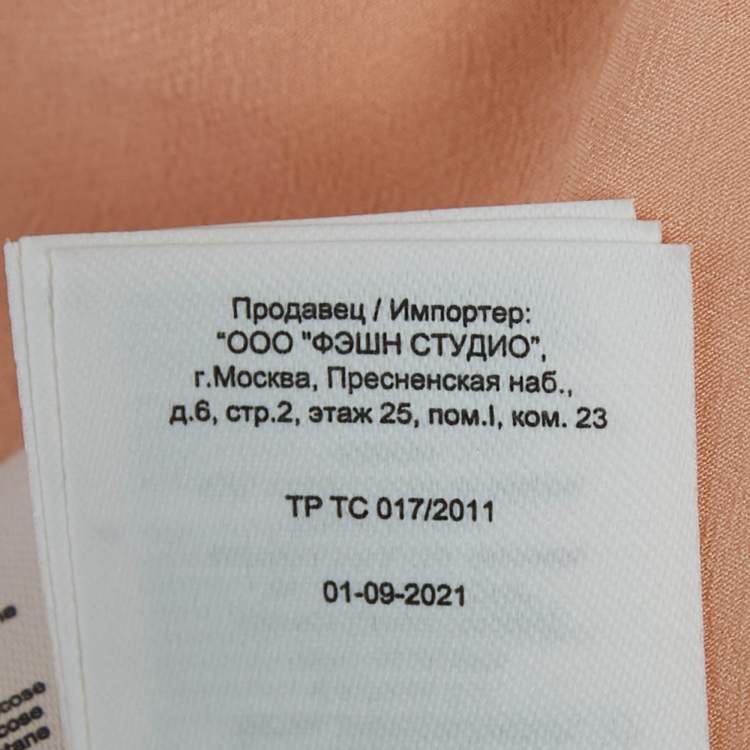 Продавец / Импортер:
"ООО "ФЭШН СТУДИО",
г.Москва, Пресненская наб.,
д.6, стр.2, этаж 25, пом.I, ком. 23
ТР ТС 017/2011
01-09-2021